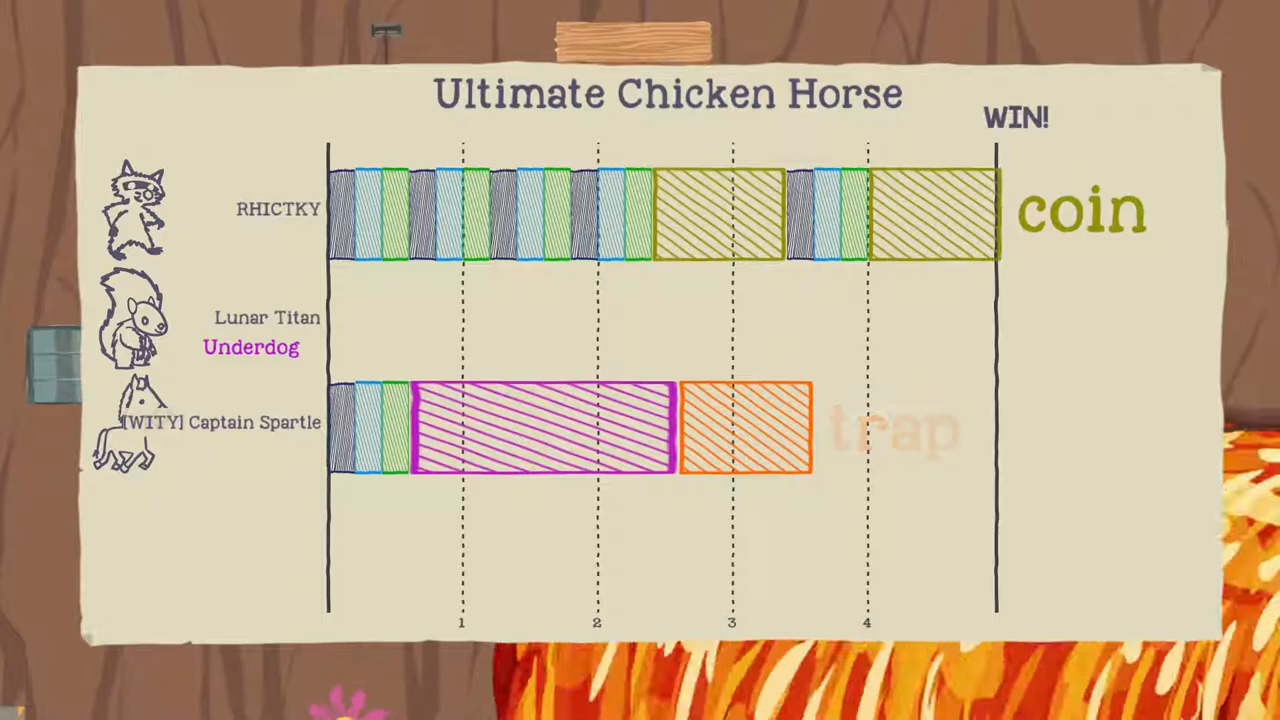 Ultimate Chicken Horse
WIN!
RHICTKY
coin
Lunar Titan
Underdog
[WITY] Captain Spartle
trap
1 2 3 4